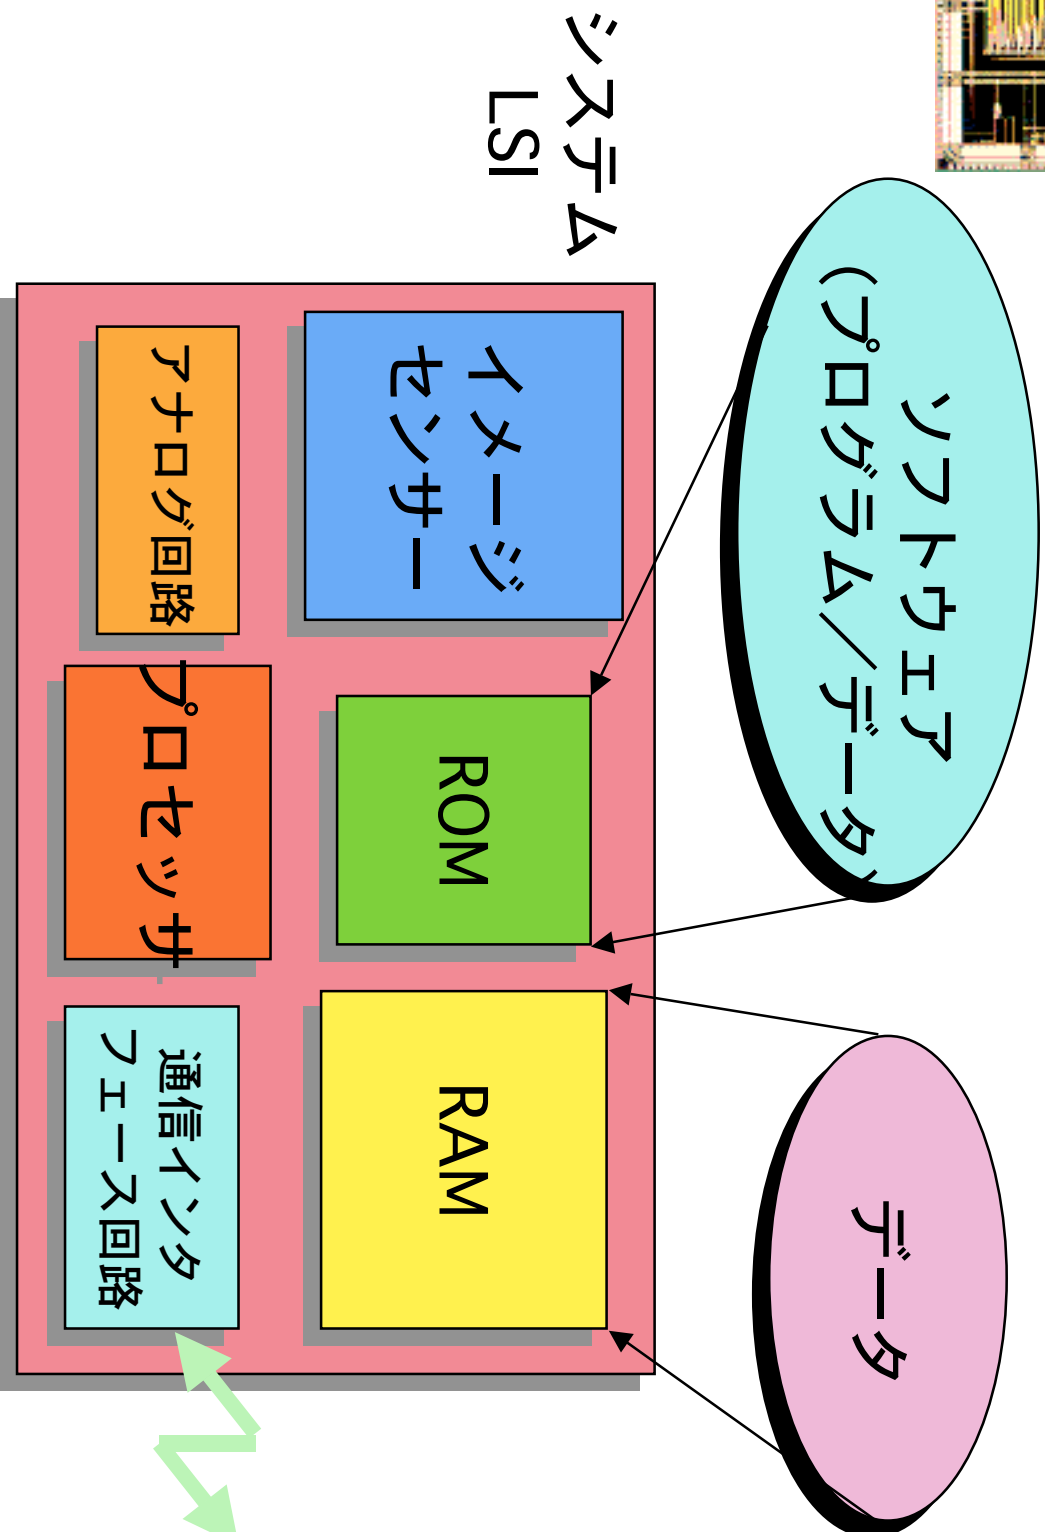 システム
LSI
ソフトウェア
(プログラム/データ)
データ
イメージ
センサー
ROM
RAM
アナログ回路
プロセッサ
通信インタ
フェース回路